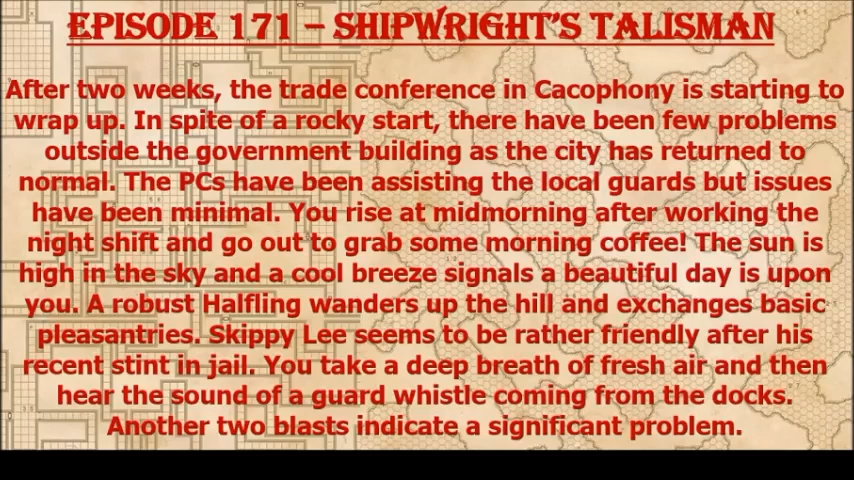 EPISODE 171 – SHIPWRIGHT'S TALISMAN
After two weeks, the trade conference in Cacophony is starting to
wrap up. In spite of a rocky start, there have been few problems
outside the government building as the city has returned to
normal. The PCs have been assisting the local guards but issues
have been minimal. You rise at midmorning after working the
night shift and go out to grab some morning coffee! The sun is
high in the sky and a cool breeze signals a beautiful day is upon
you. A robust Halfling wanders up the hill and exchanges basic
pleasantries. Skippy Lee seems to be rather friendly after his
recent stint in jail. You take a deep breath of fresh air and then
hear the sound of a guard whistle coming from the docks.
Another two blasts indicate a significant problem.